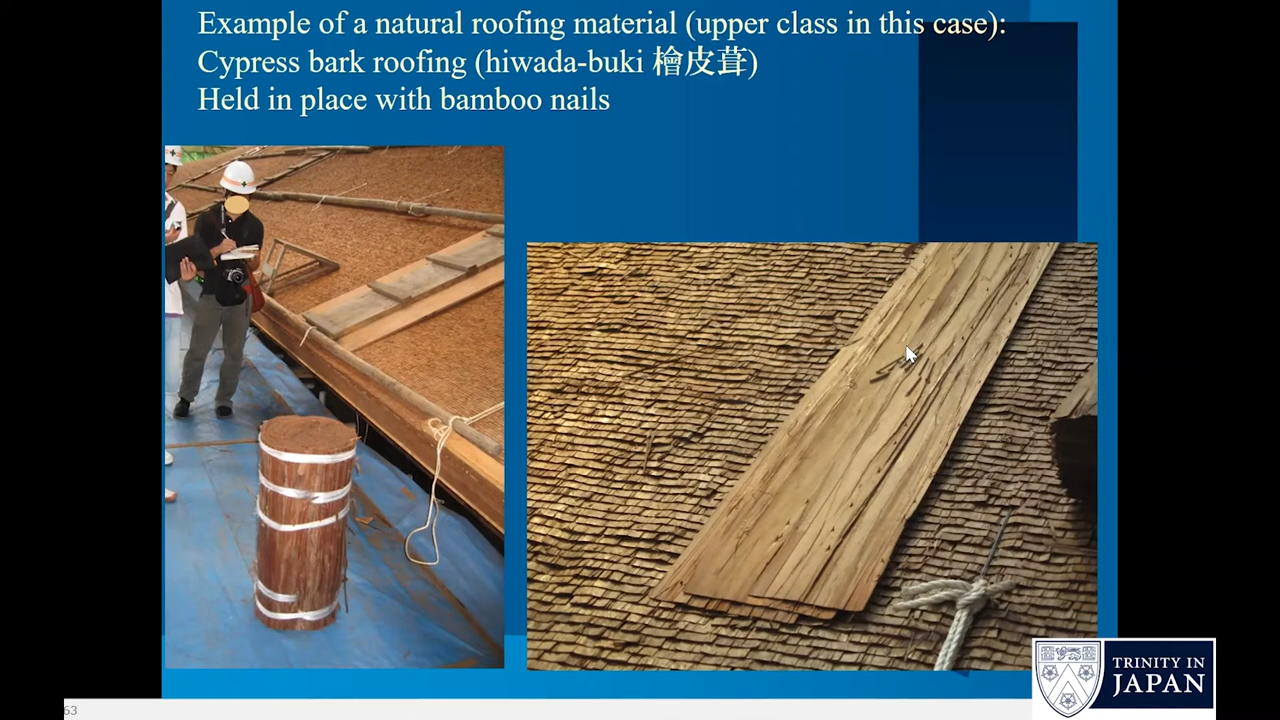 Example of a natural roofing material (upper class in this case):
Cypress bark roofing (hiwada-buki 檜皮葺)
Held in place with bamboo nails
TRINITY IN
JAPAN
63